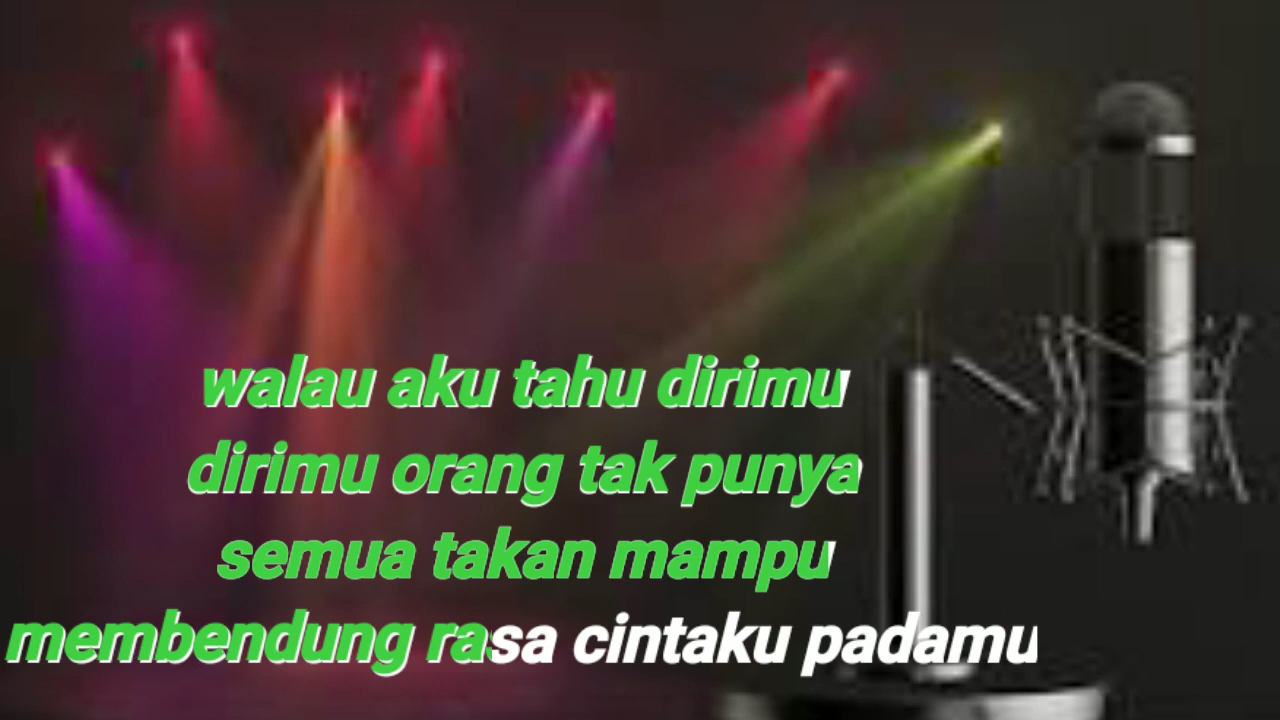 walau aku tahu dirimu
dirimu orang tak punya
semua takan mampu
membendung rasa cintaku padamu